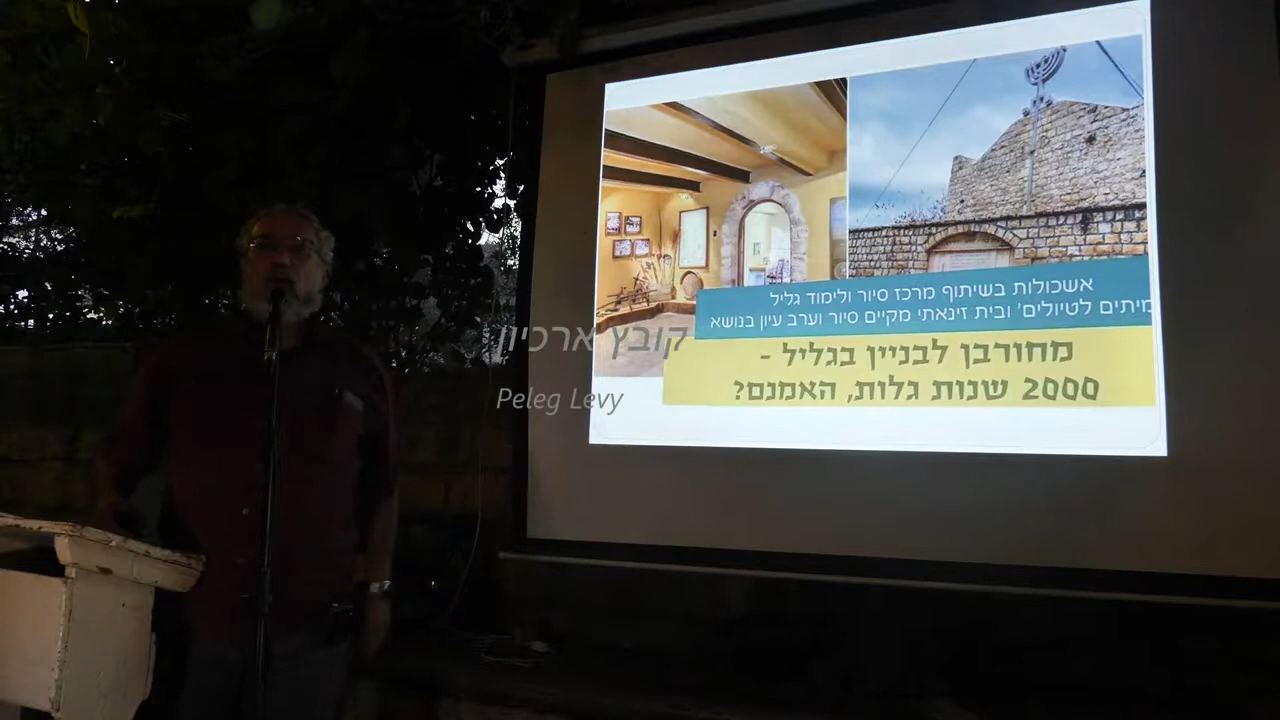 אשכולות בשיתוף מרכז סיור ולימוד גליל
מיתים לטיולים' ובית זינאתי מקיים סיור וערב עיון בנושא
מחורבן לבניין בגליל -
2000 שנות גלות, האמנם?
קובץ ארכיון
Peleg Levy